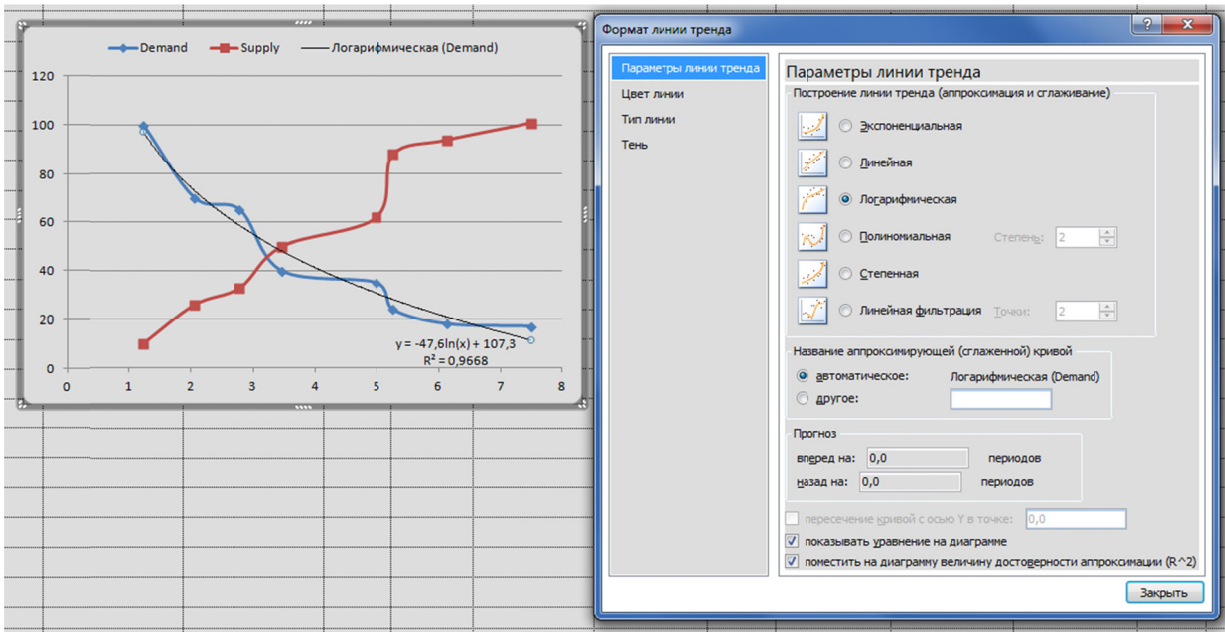 Demand Supply Логарифмическая (Demand)
120
100
80
60
40
20
0
y = -47,6ln(x) + 107,3
R² = 0,9668
0 1 2 3 4 5 6 7 8
Формат линии тренда
Параметры линии тренда
Цвет линии
Тип линии
Тень
Параметры линии тренда
Построение линии тренда (аппроксимация и сглаживание)
Экспоненциальная
Линейная
Логарифмическая
Полиномиальная Степень: 2
Степенная
Линейная фильтрация Точки: 2
Название аппроксимирующей (сглаженной) кривой
автоматическое: Логарифмическая (Demand)
другое:
Прогноз
вперед на: 0,0 периодов
назад на: 0,0 периодов
пересечение кривой с осью Y в точке: 0,0
показывать уравнение на диаграмме
поместить на диаграмму величину достоверности аппроксимации (R^2)
Закрыть